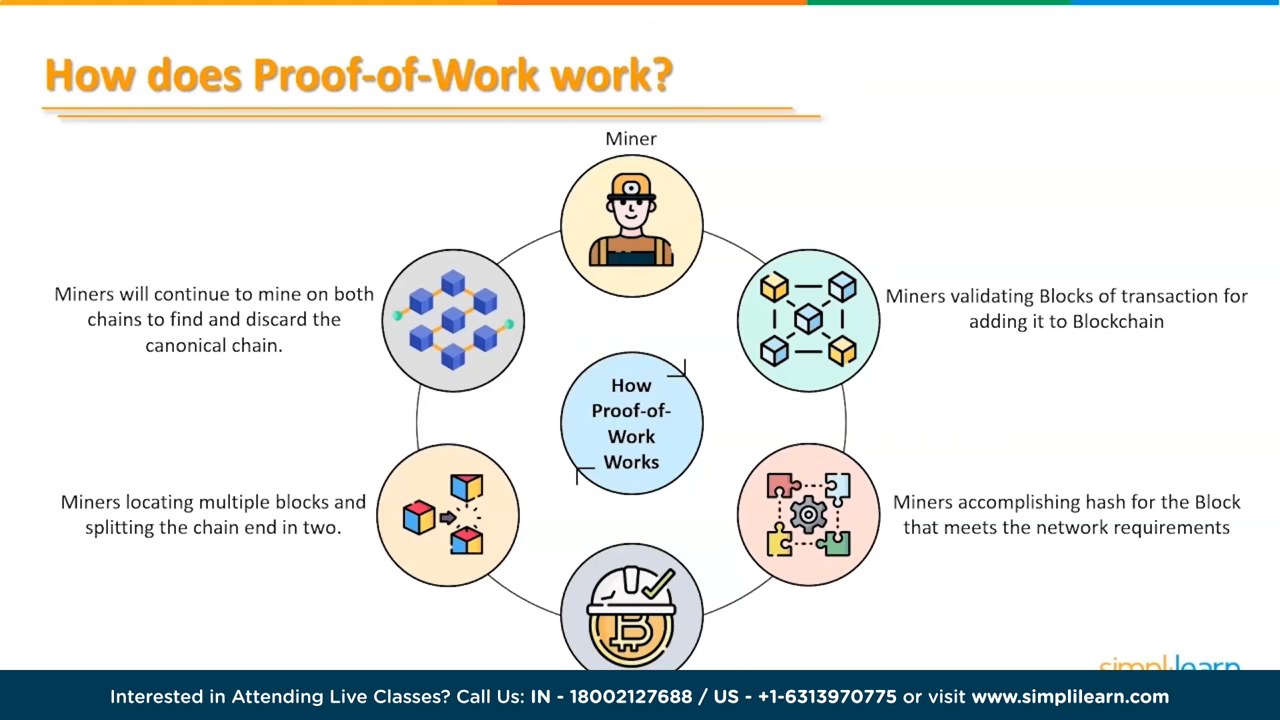 How does Proof-of-Work work?
Miner
Miners validating Blocks of transaction for
adding it to Blockchain
Miners accomplishing hash for the Block
that meets the network requirements
Miners locating multiple blocks and
splitting the chain end in two.
Miners will continue to mine on both
chains to find and discard the
canonical chain.
How
Proof-of-
Work
Works
simplilearn
Interested in Attending Live Classes? Call Us: IN - 18002127688 / US - +1-6313970775 or visit www.simplilearn.com